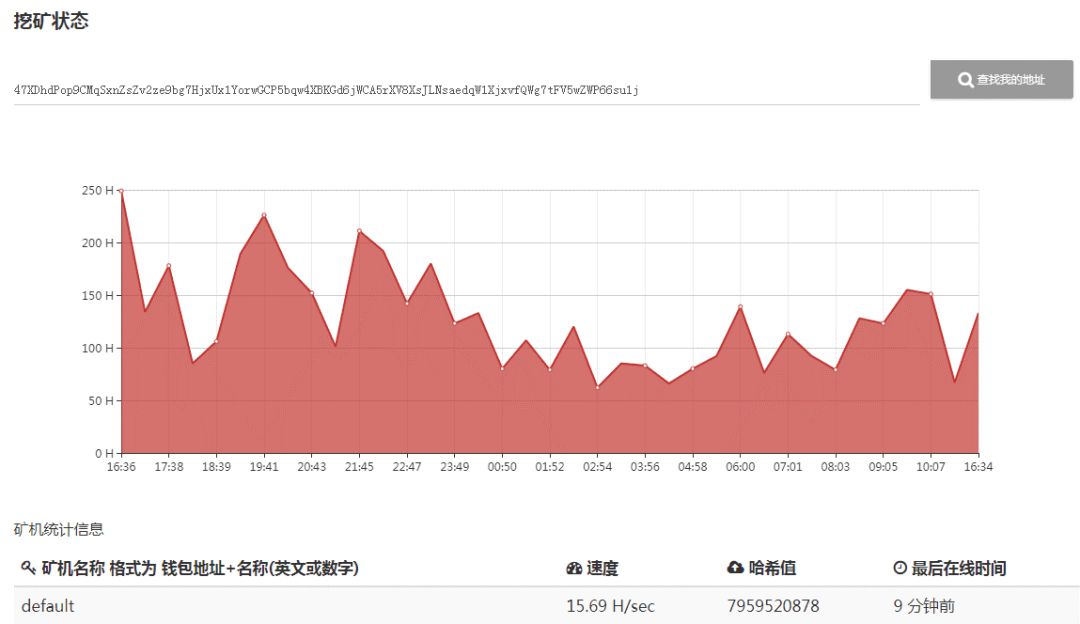 挖矿状态
47XDhdPop9CMqSxnZsZv2ze9bg7HjxUx1YorwGCP5bqw4XBKGd6jWCA5rXV8XsJLNsaedqW1XjxvfQWg7tFV5wZWP66su1j
查找我的地址
250 H
200 H
150 H
100 H
50 H
0 H
16:36 17:38 18:39 19:41 20:43 21:45 22:47 23:49 00:50 01:52 02:54 03:56 04:58 06:00 07:01 08:03 09:05 10:07 16:34
矿机统计信息
矿机名称 格式为 钱包地址+名称(英文或数字) 速度 哈希值 最后在线时间
default 15.69 H/sec 7959520878 9 分钟前